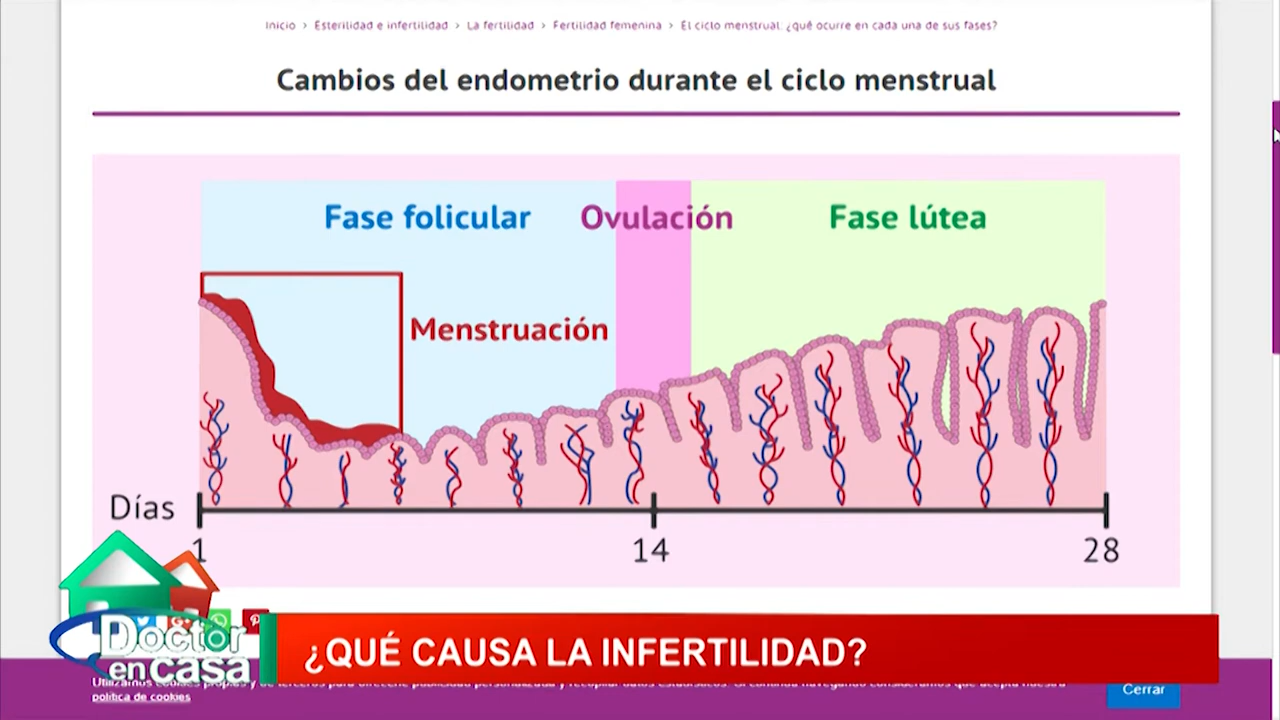 Inicio > Esterilidad e infertilidad > La fertilidad > Fertilidad femenina > El ciclo menstrual: ¿qué ocurre en cada una de sus fases?
Cambios del endometrio durante el ciclo menstrual
Fase folicular
Ovulación
Fase lútea
Menstruación
Días
1
14
28
Doctor
en casa
¿QUÉ CAUSA LA INFERTILIDAD?
política de cookies
Cerrar